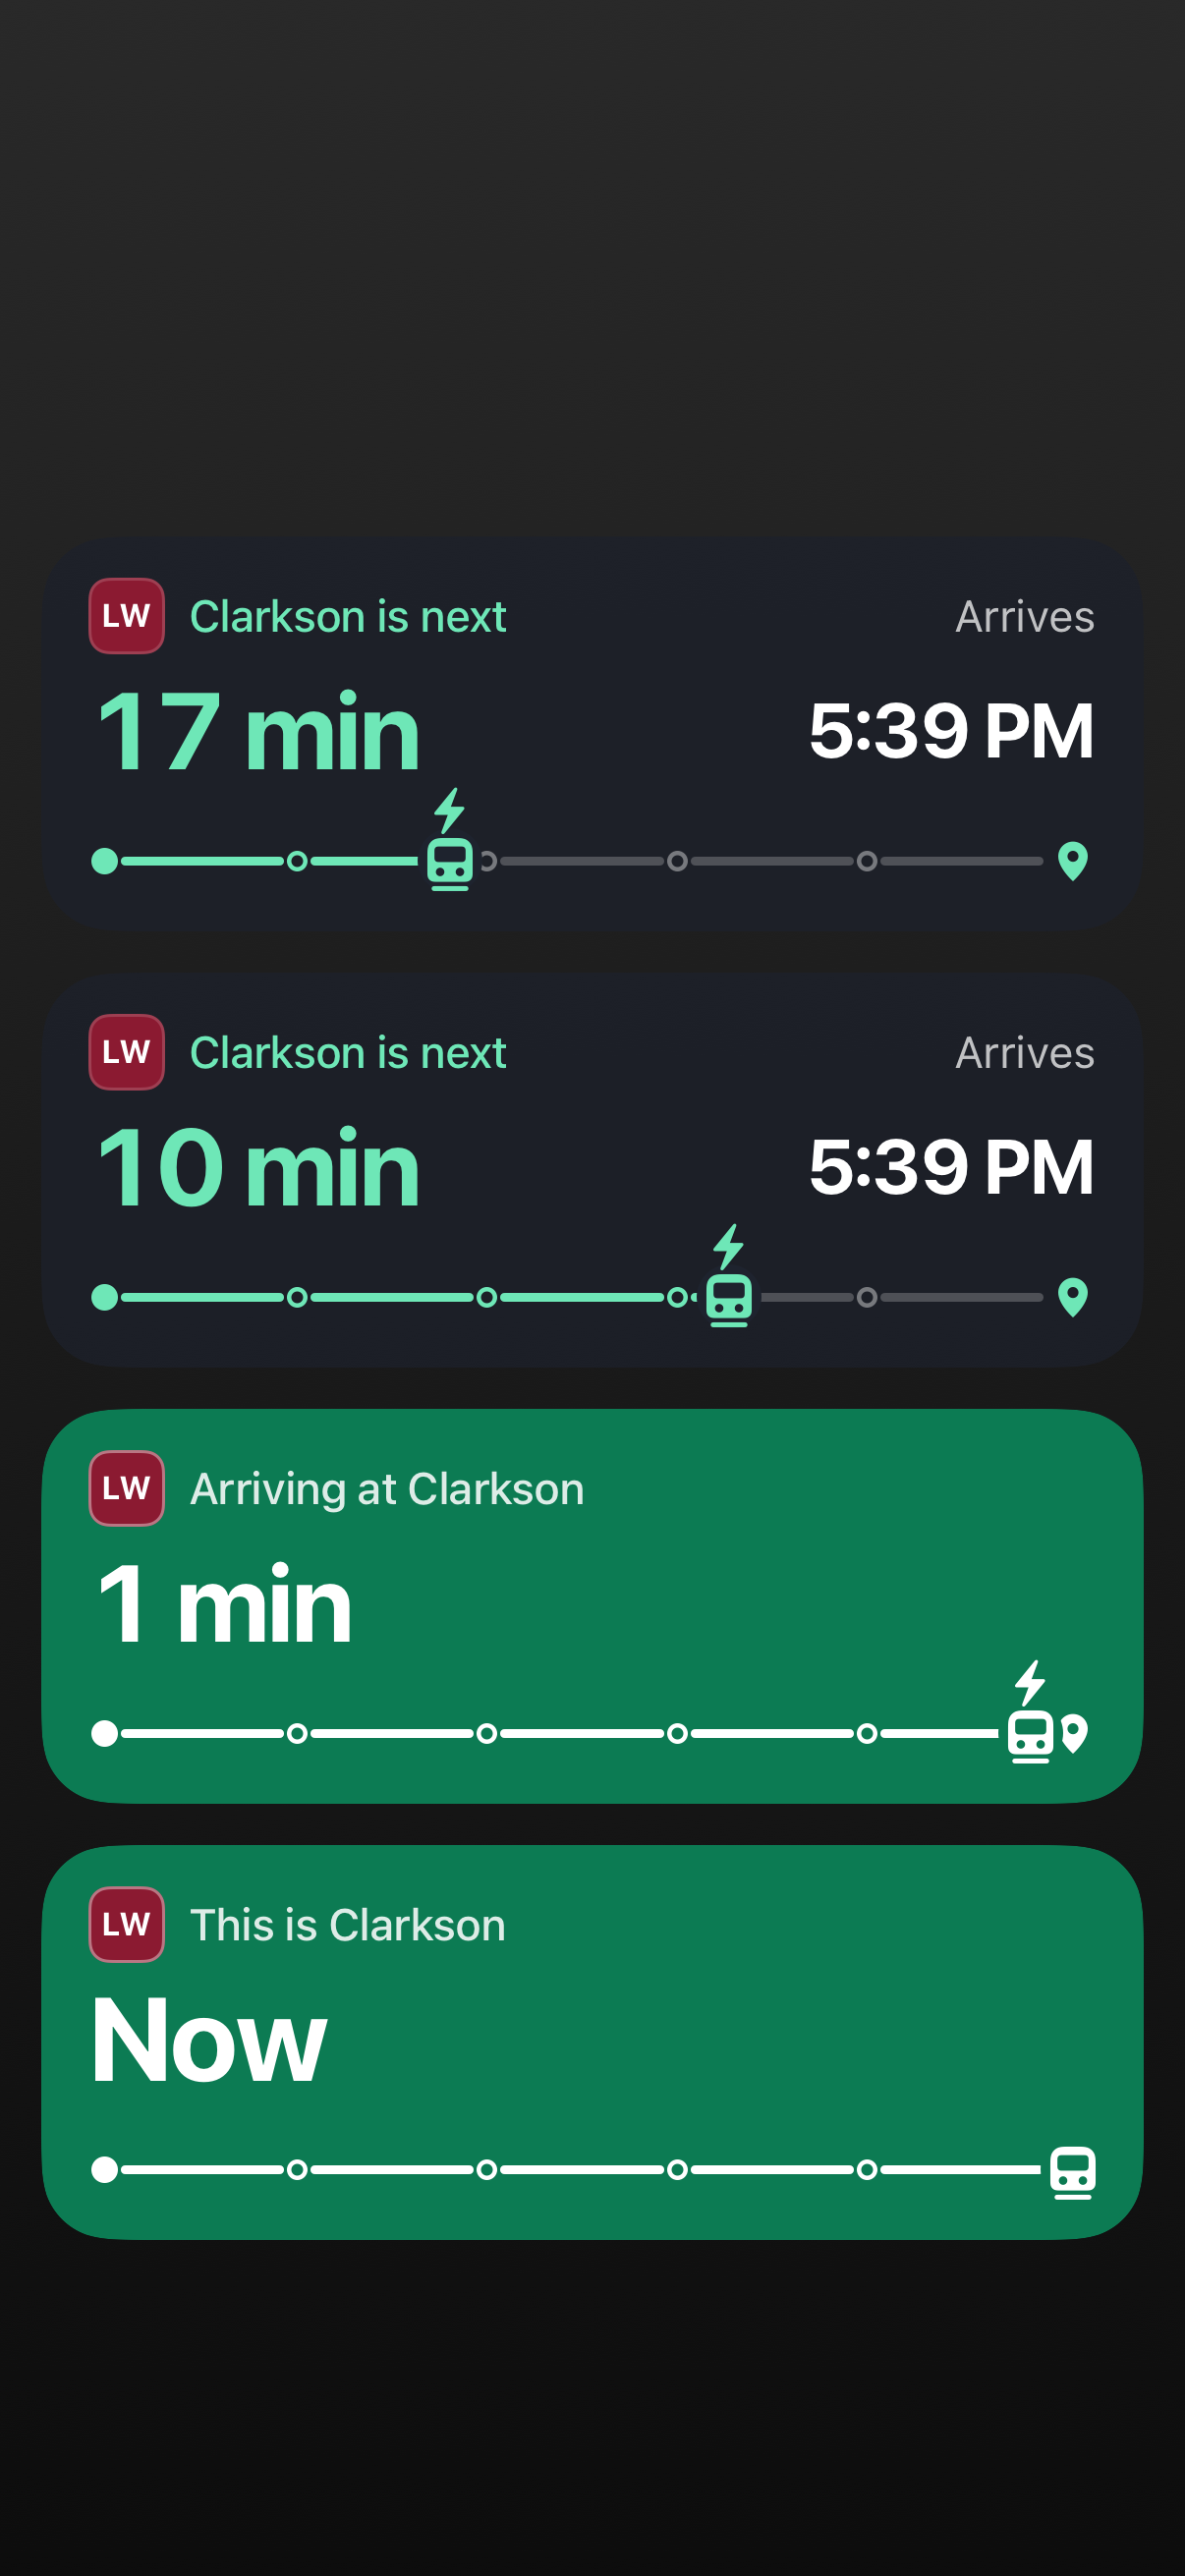 LW Clarkson is next Arrives
17 min 5:39 PM
LW Clarkson is next Arrives
10 min 5:39 PM
LW Arriving at Clarkson
1 min
LW This is Clarkson
Now